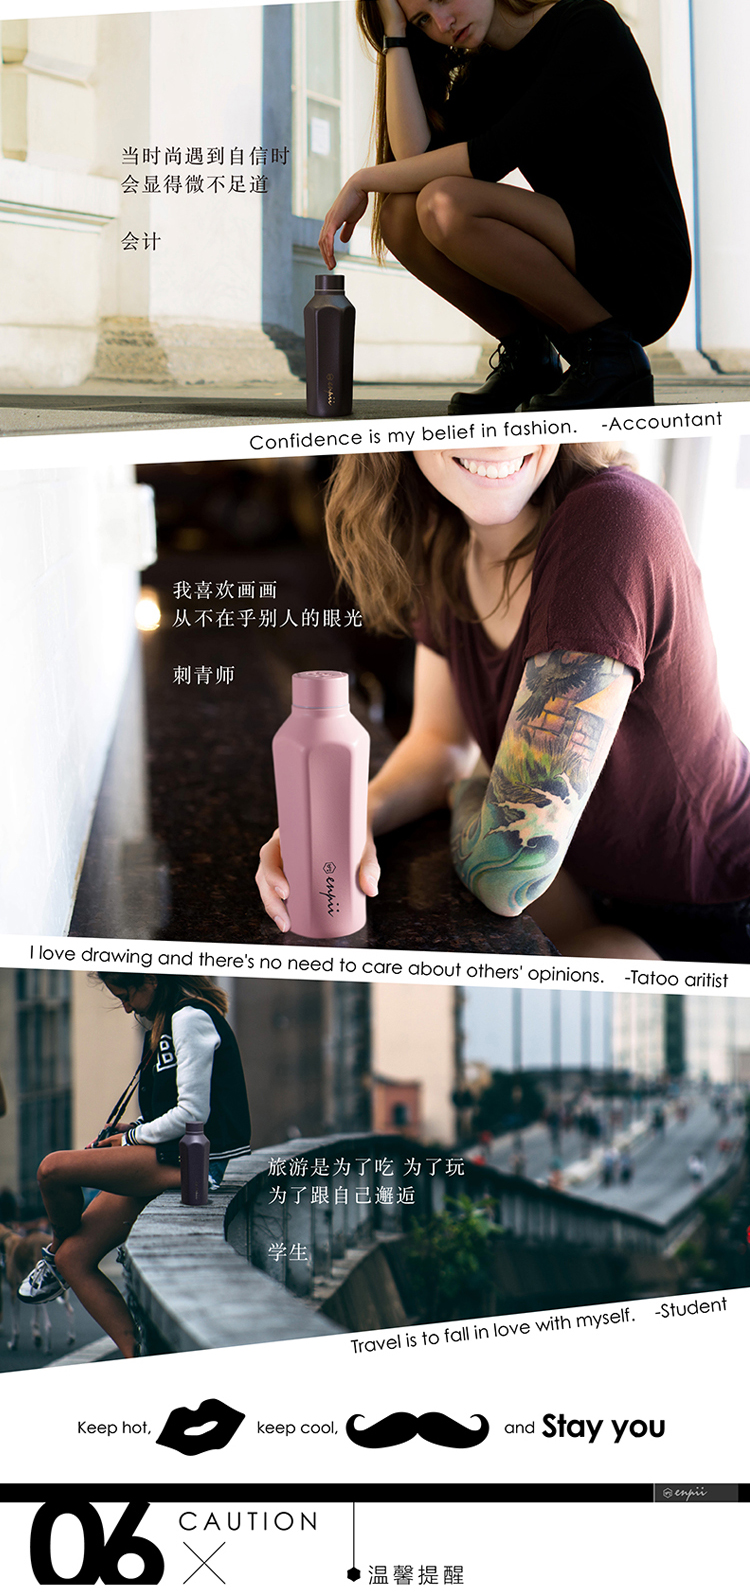 当时尚遇到自信时
会显得微不足道
会计
enpii
Confidence is my belief in fashion. -Accountant
我喜欢画画
从不在乎别人的眼光
刺青师
enpii
I love drawing and there's no need to care about others' opinions. -Tatoo aritist
B
旅游是为了吃 为了玩
为了跟自己邂逅
学生
Travel is to fall in love with myself. -Student
Keep hot, keep cool, and Stay you
enpii
06 CAUTION
温馨提醒